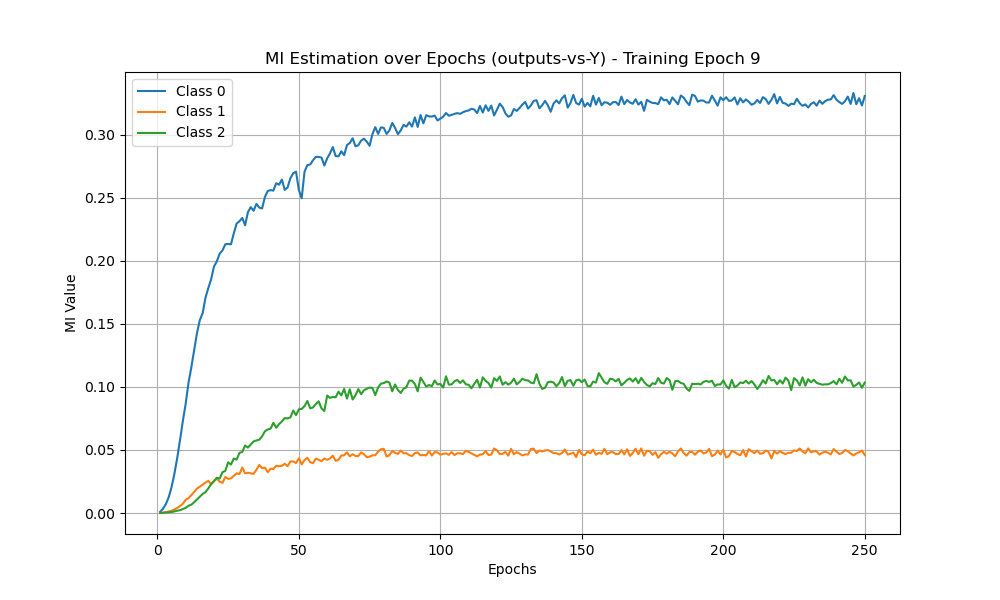 MI Estimation over Epochs (outputs-vs-Y) - Training Epoch 9
Class 0
Class 1
Class 2
MI Value
0.30
0.25
0.20
0.15
0.10
0.05
0.00
0 50 100 150 200 250
Epochs